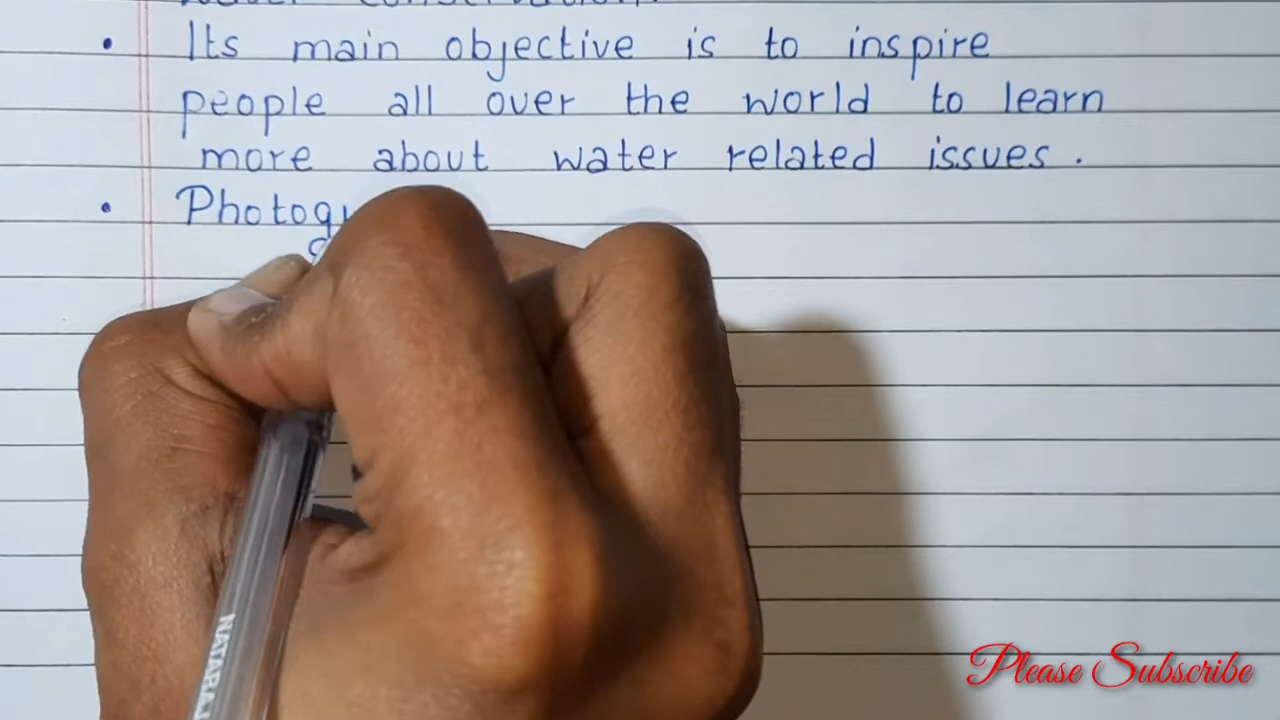 Its main objective is to inspire
people all over the world to learn
more about water related issues.
NATARAJ
Please Subscribe